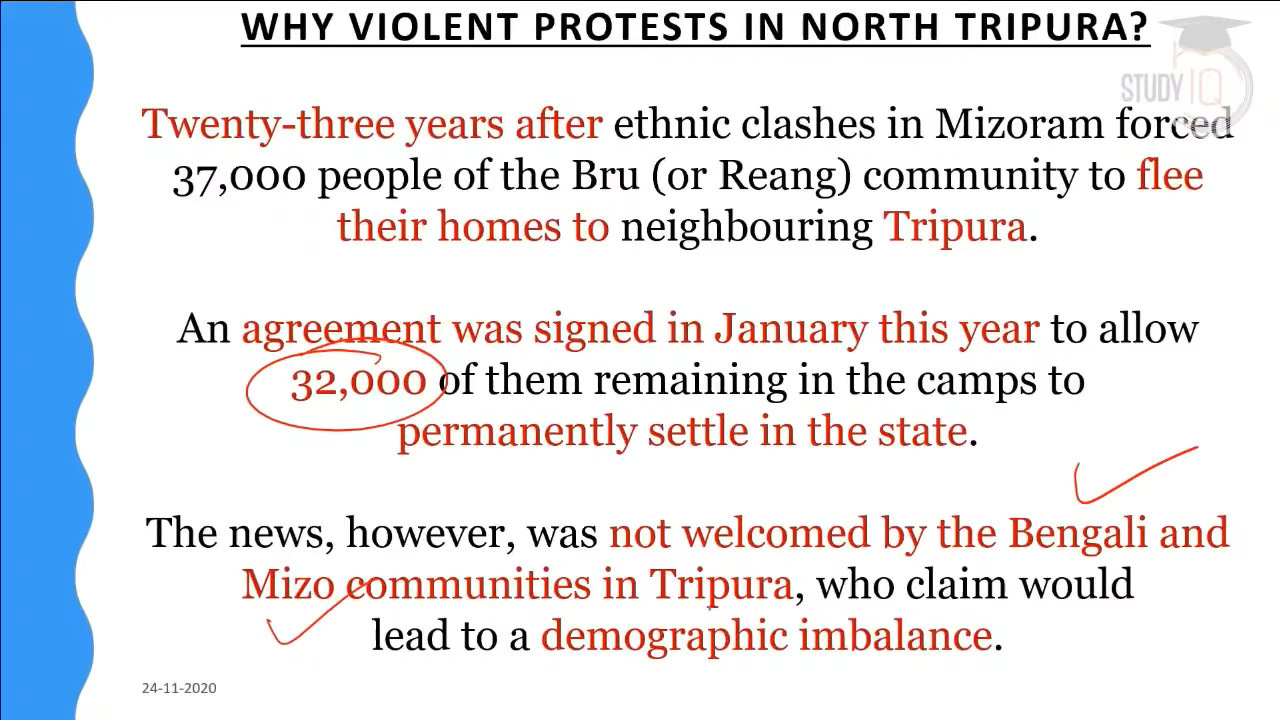 WHY VIOLENT PROTESTS IN NORTH TRIPURA?
STUDY IQ
Twenty-three years after ethnic clashes in Mizoram forced
37,000 people of the Bru (or Reang) community to flee
their homes to neighbouring Tripura.
An agreement was signed in January this year to allow
32,000 of them remaining in the camps to
permanently settle in the state.
The news, however, was not welcomed by the Bengali and
Mizo communities in Tripura, who claim would
lead to a demographic imbalance.
24-11-2020